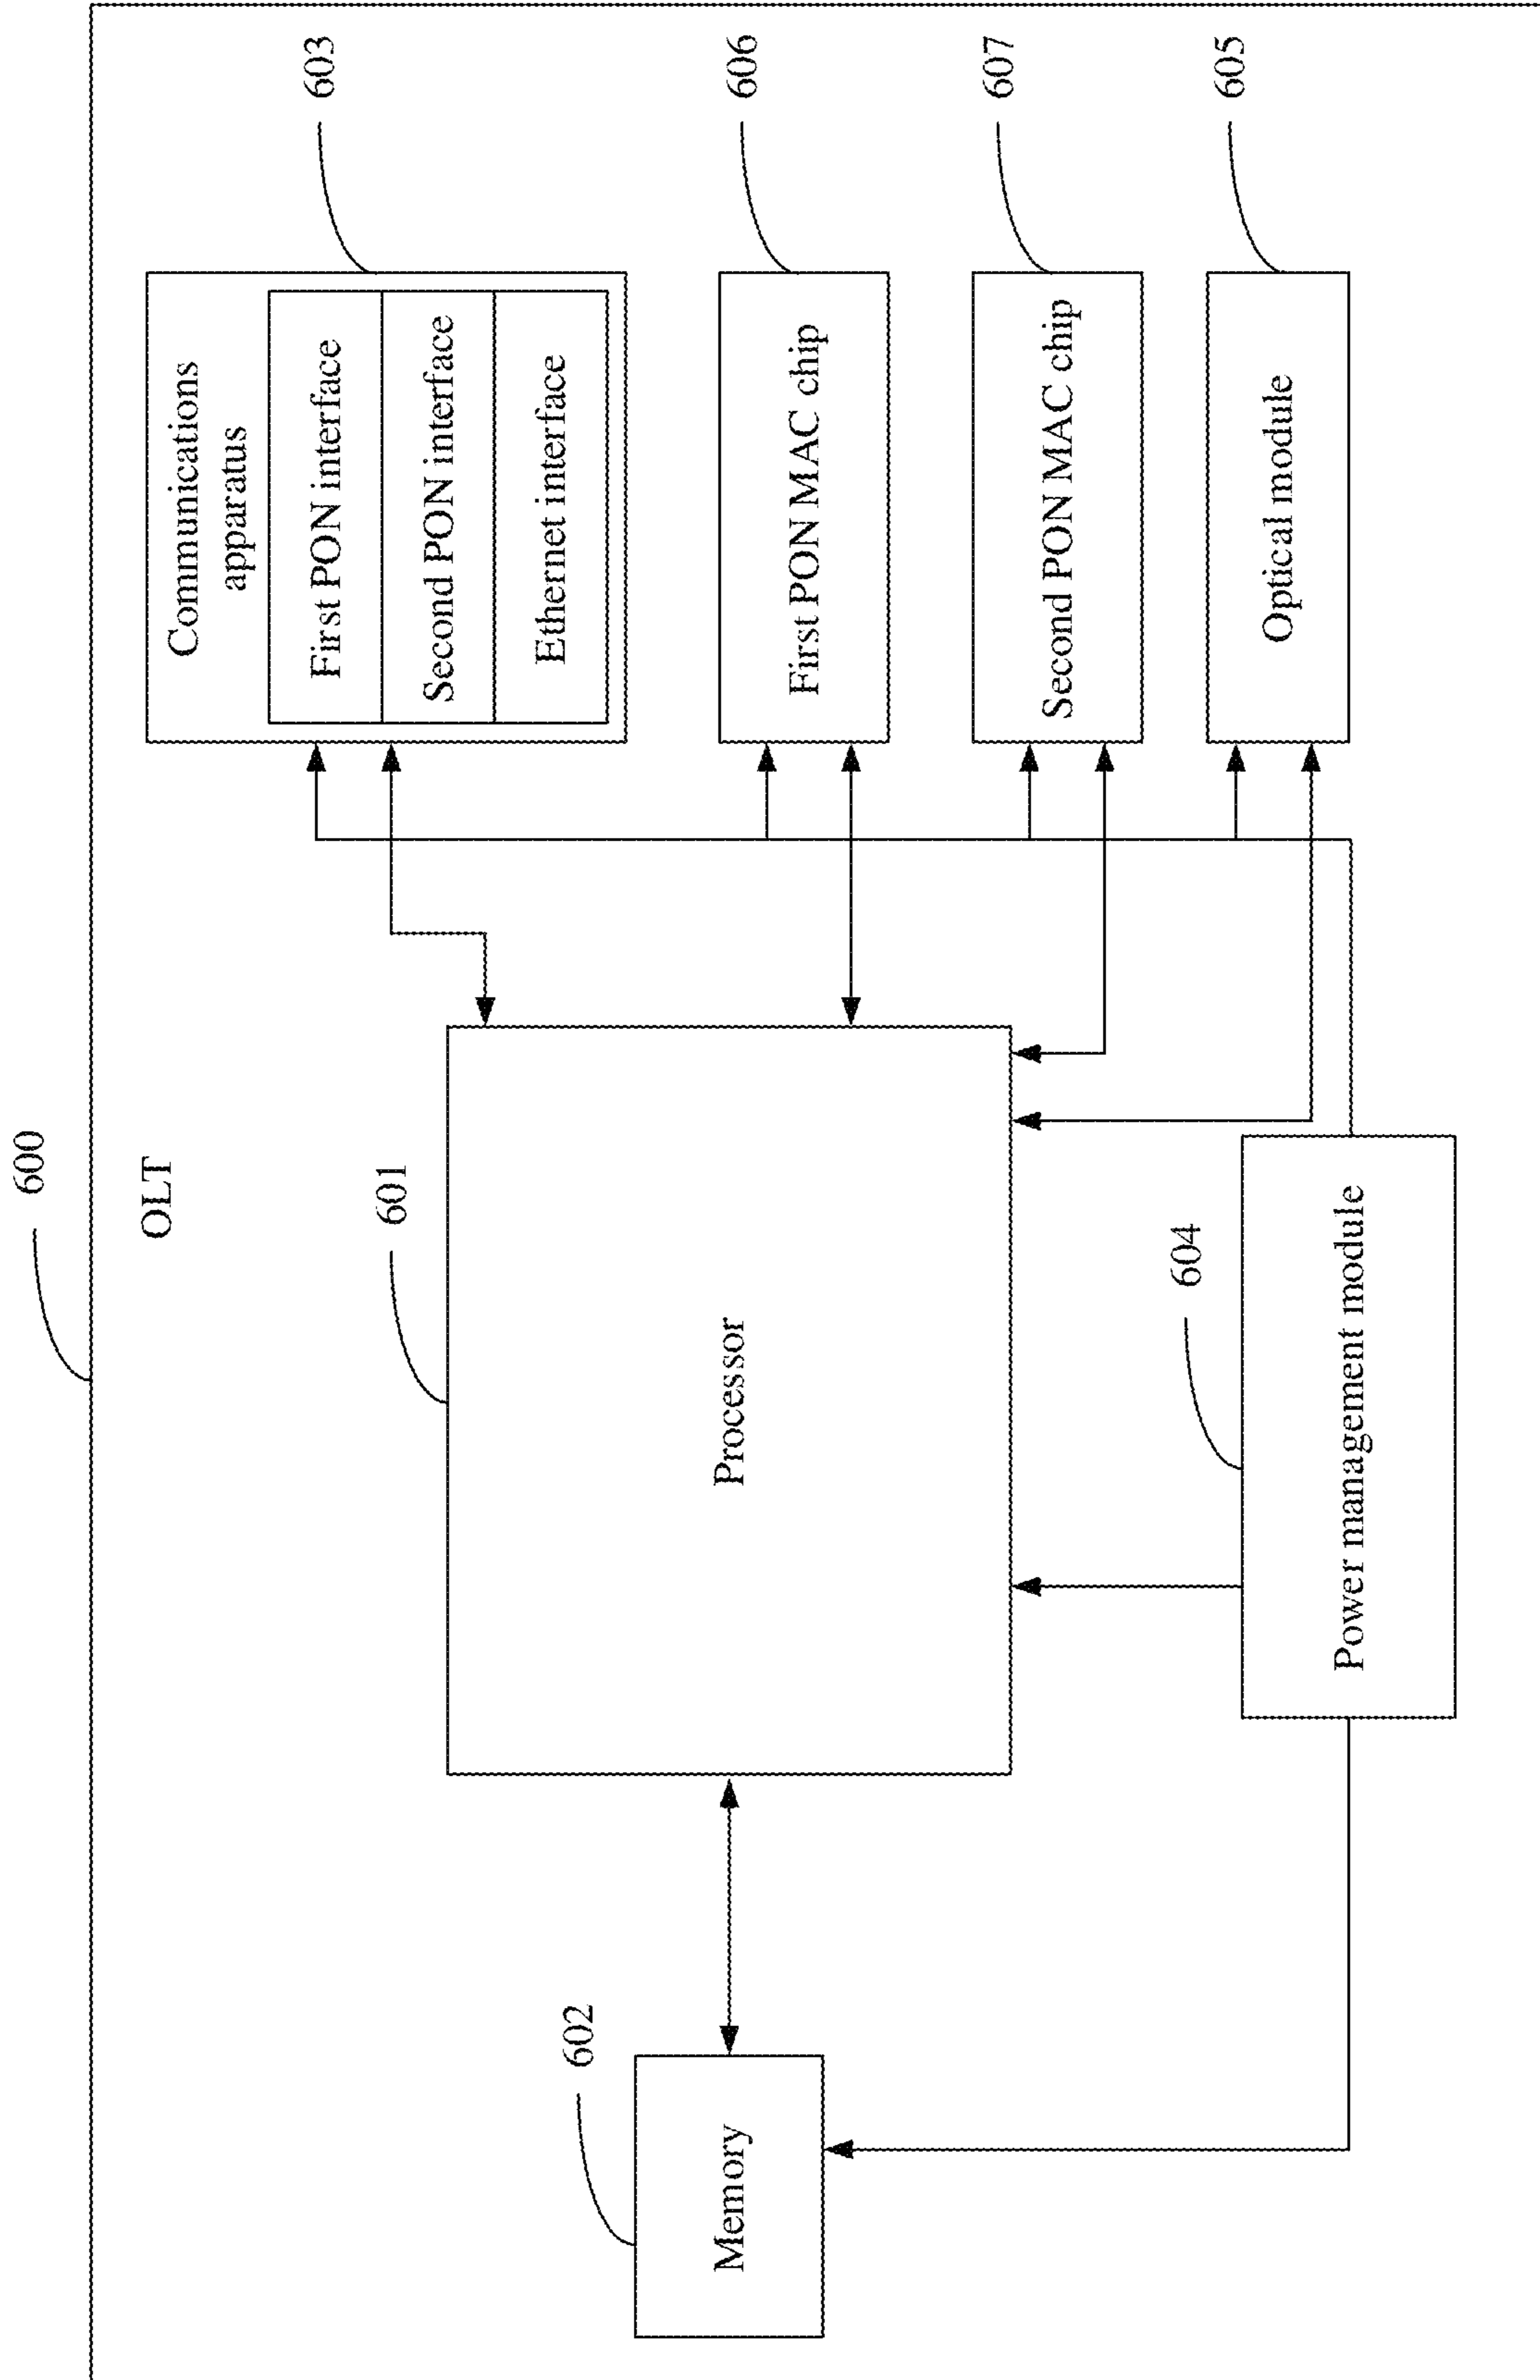 600
OLT
601
Processor
602
Memory
604
Power management module
603
Communications
apparatus
First PON interface
Second PON interface
Ethernet interface
606
First PON MAC chip
607
Second PON MAC chip
605
Optical module